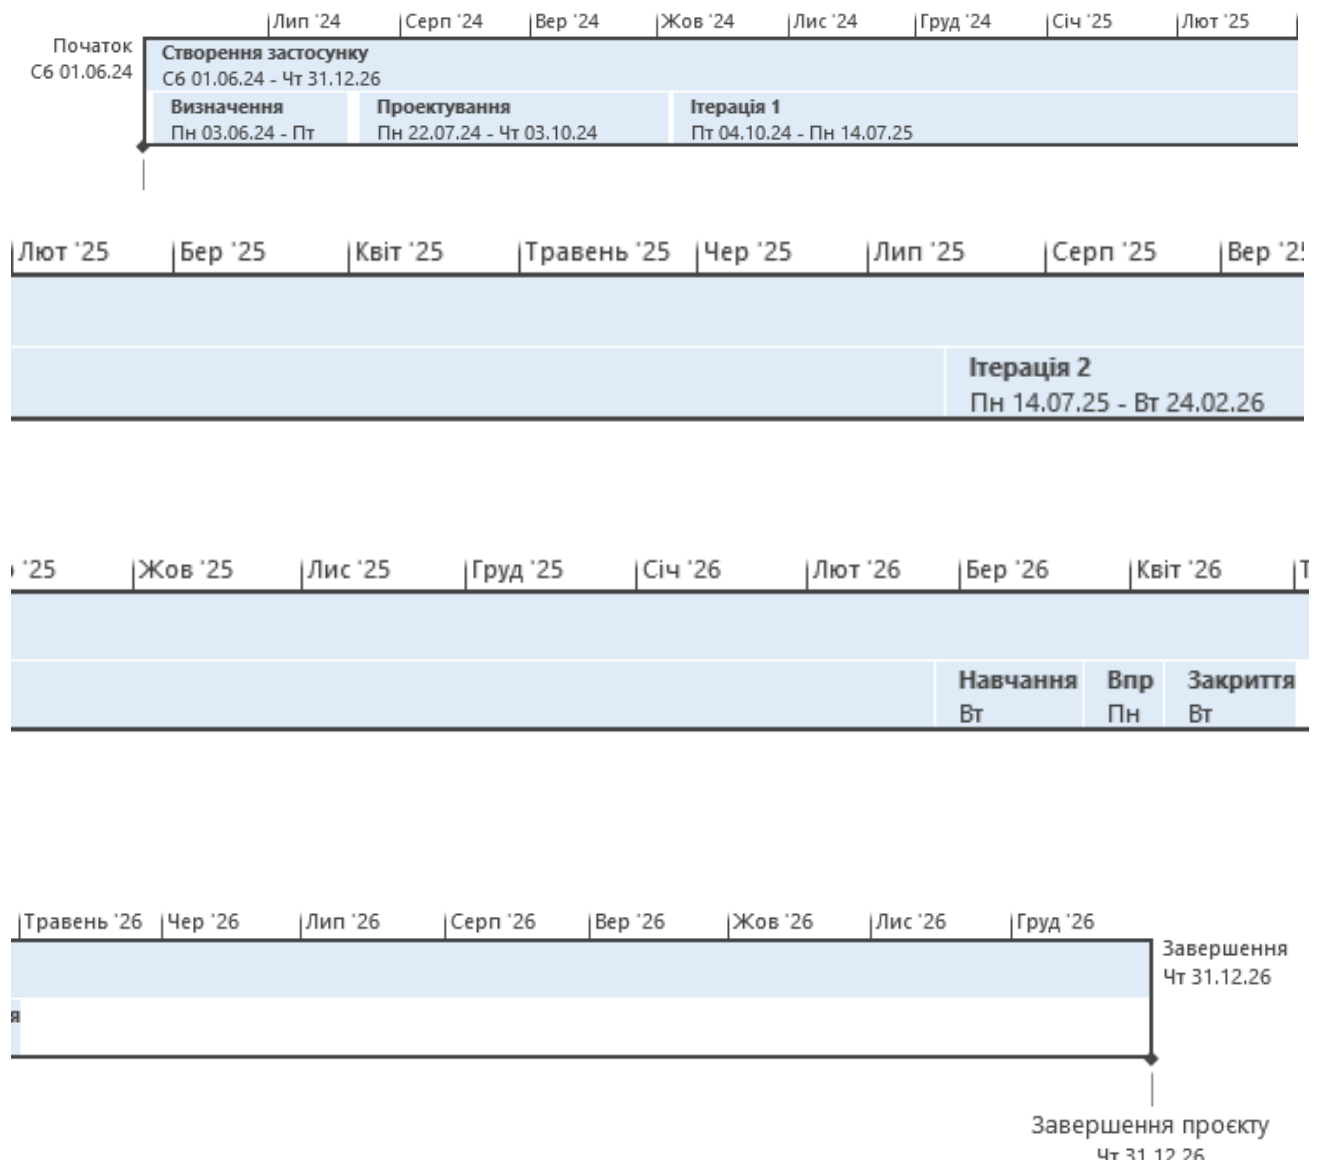 Лип '24 Серп '24 Вер '24 Жов '24 Лис '24 Груд '24 Січ '25 Лют '25
Початок
Сб 01.06.24
Створення застосунку
Сб 01.06.24 - Чт 31.12.26
Визначення Проектування Ітерація 1
Пн 03.06.24 - Пт Пн 22.07.24 - Чт 03.10.24 Пт 04.10.24 - Пн 14.07.25
Лют '25 Бер '25 Квіт '25 Травень '25 Чер '25 Лип '25 Серп '25 Вер '25
Ітерація 2
Пн 14.07.25 - Вт 24.02.26
'25 Жов '25 Лис '25 Груд '25 Січ '26 Лют '26 Бер '26 Квіт '26 Т
Навчання Впр Закриття
Вт Пн Вт
Травень '26 Чер '26 Лип '26 Серп '26 Вер '26 Жов '26 Лис '26 Груд '26
Завершення
Чт 31.12.26
я
Завершення проєкту
Чт 31.12.26